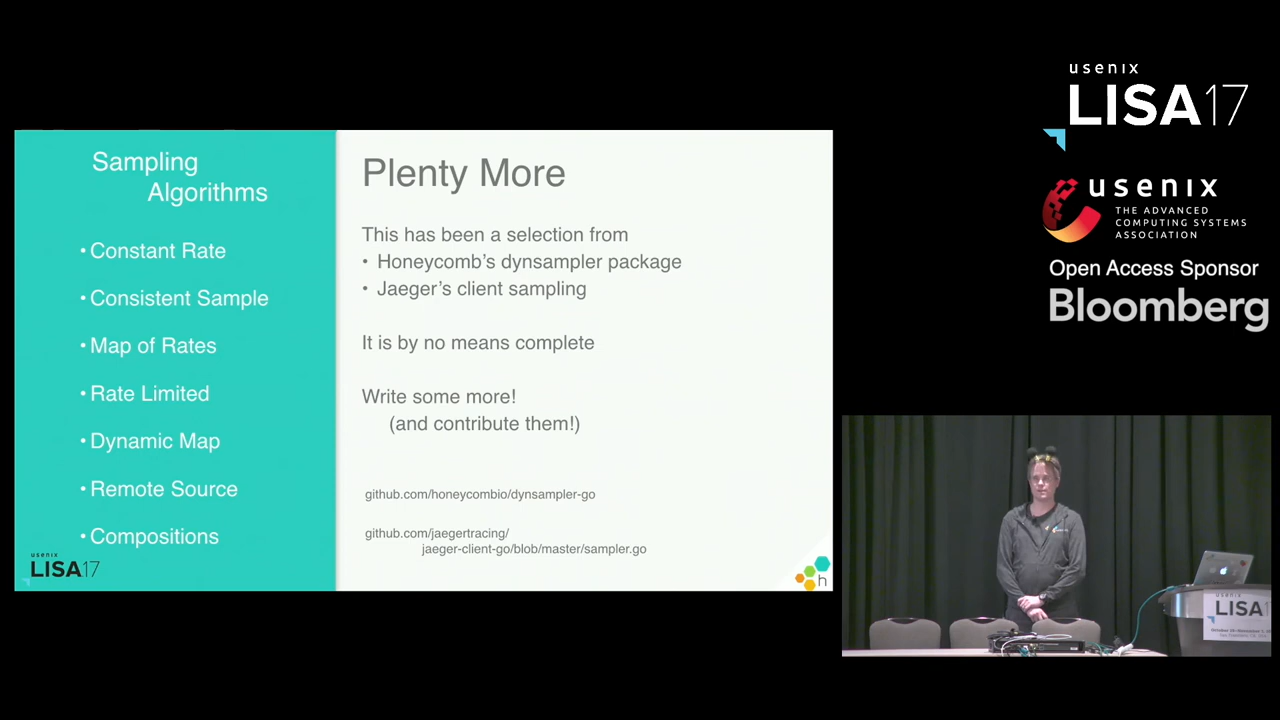 Sampling
Algorithms
• Constant Rate
• Consistent Sample
• Map of Rates
• Rate Limited
• Dynamic Map
• Remote Source
• Compositions
usenix
LISA17
Plenty More
This has been a selection from
• Honeycomb's dynsampler package
• Jaeger's client sampling
It is by no means complete
Write some more!
(and contribute them!)
github.com/honeycombio/dynsampler-go
github.com/jaegertracing/
jaeger-client-go/blob/master/sampler.go
h
usenix
LISA17
usenix
THE ADVANCED
COMPUTING SYSTEMS
ASSOCIATION
Open Access Sponsor
Bloomberg
usenix
LISA1